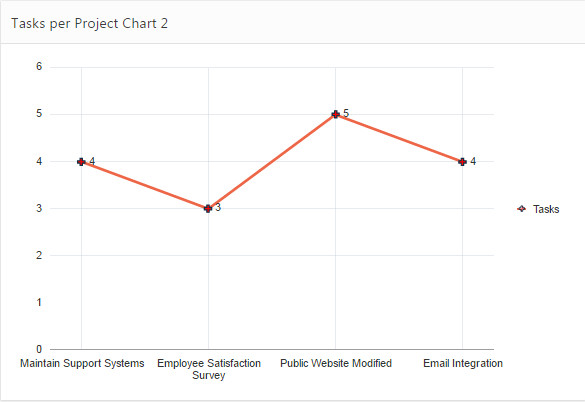 Tasks per Project Chart 2
6
5
4
3
2
1
0
4
3
5
4
Tasks
Maintain Support Systems
Employee Satisfaction
Survey
Public Website Modified
Email Integration